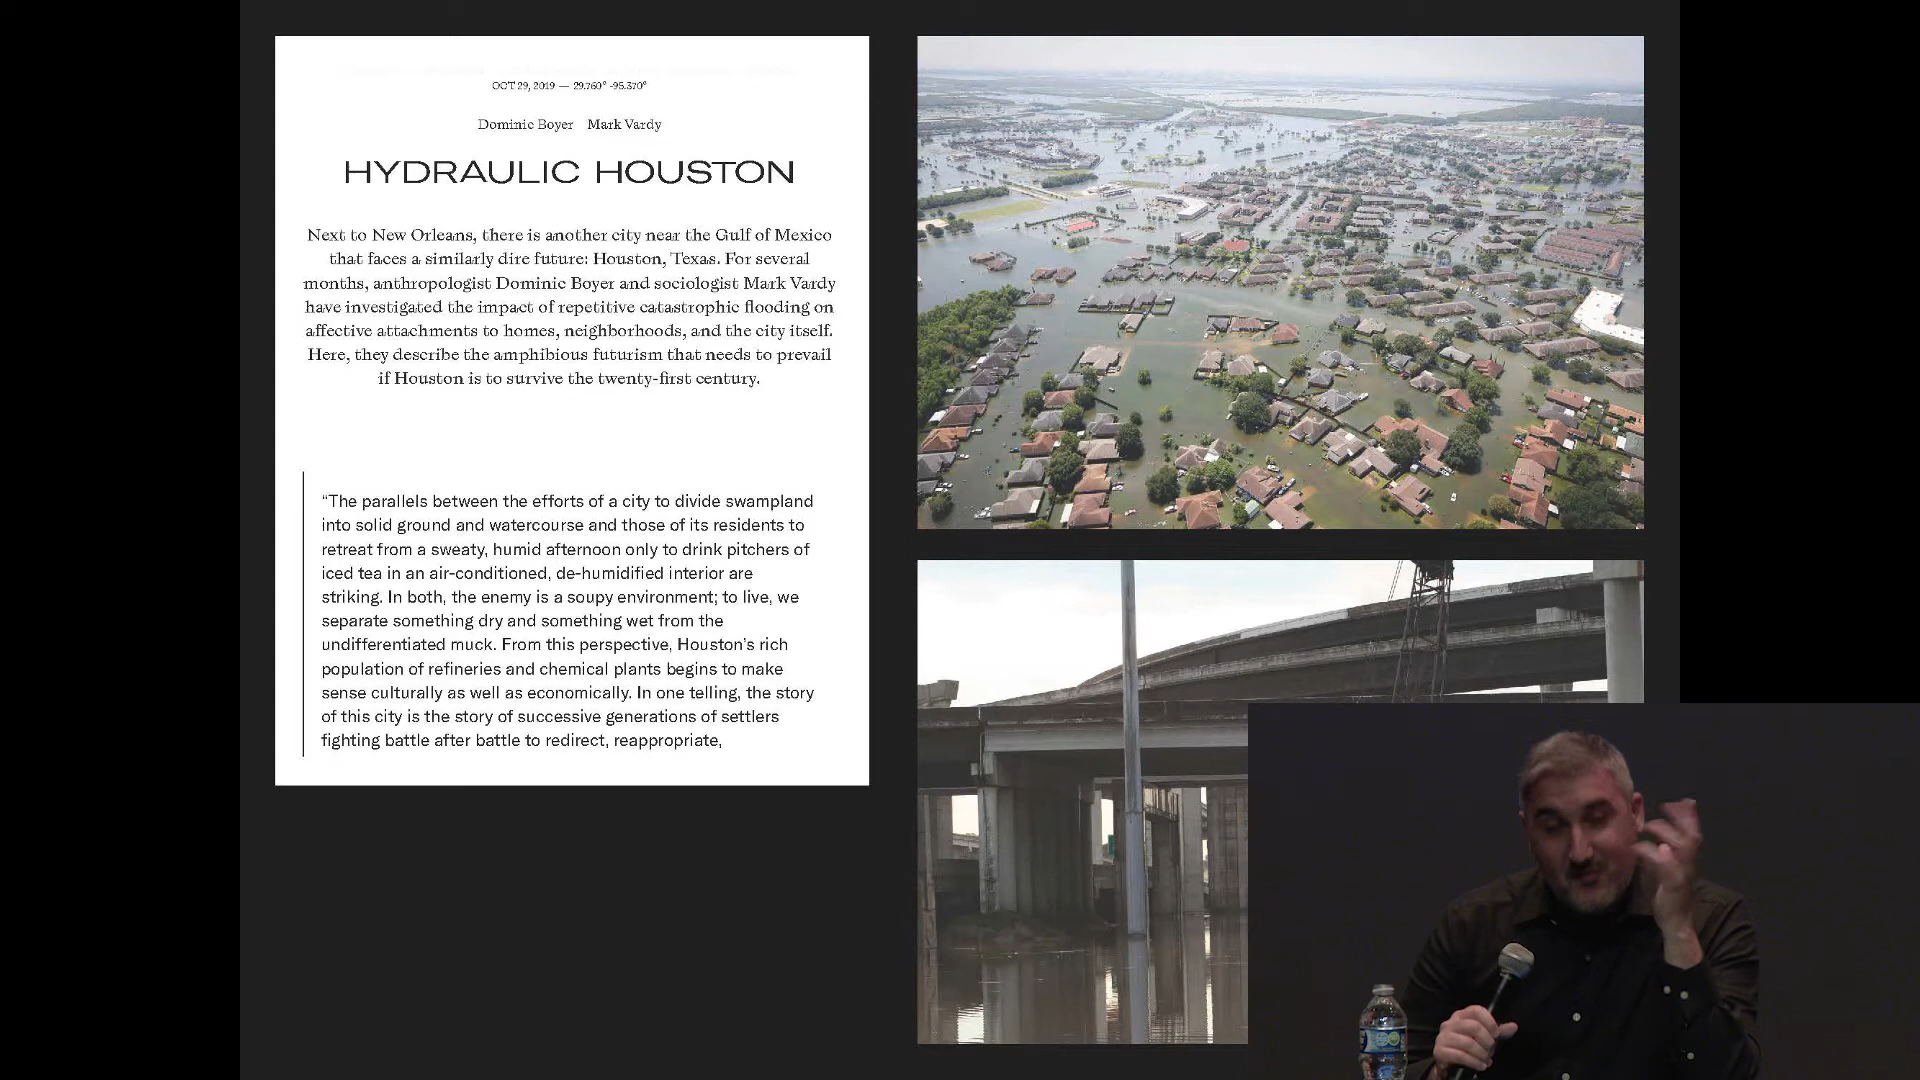 OCT 29, 2019 — 29.760° -95.370°
Dominic Boyer Mark Vardy
HYDRAULIC HOUSTON
Next to New Orleans, there is another city near the Gulf of Mexico
that faces a similarly dire future: Houston, Texas. For several
months, anthropologist Dominic Boyer and sociologist Mark Vardy
have investigated the impact of repetitive catastrophic flooding on
affective attachments to homes, neighborhoods, and the city itself.
Here, they describe the amphibious futurism that needs to prevail
if Houston is to survive the twenty-first century.
“The parallels between the efforts of a city to divide swampland
into solid ground and watercourse and those of its residents to
retreat from a sweaty, humid afternoon only to drink pitchers of
iced tea in an air-conditioned, de-humidified interior are
striking. In both, the enemy is a soupy environment; to live, we
separate something dry and something wet from the
undifferentiated muck. From this perspective, Houston’s rich
population of refineries and chemical plants begins to make
sense culturally as well as economically. In one telling, the story
of this city is the story of successive generations of settlers
fighting battle after battle to redirect, reappropriate,